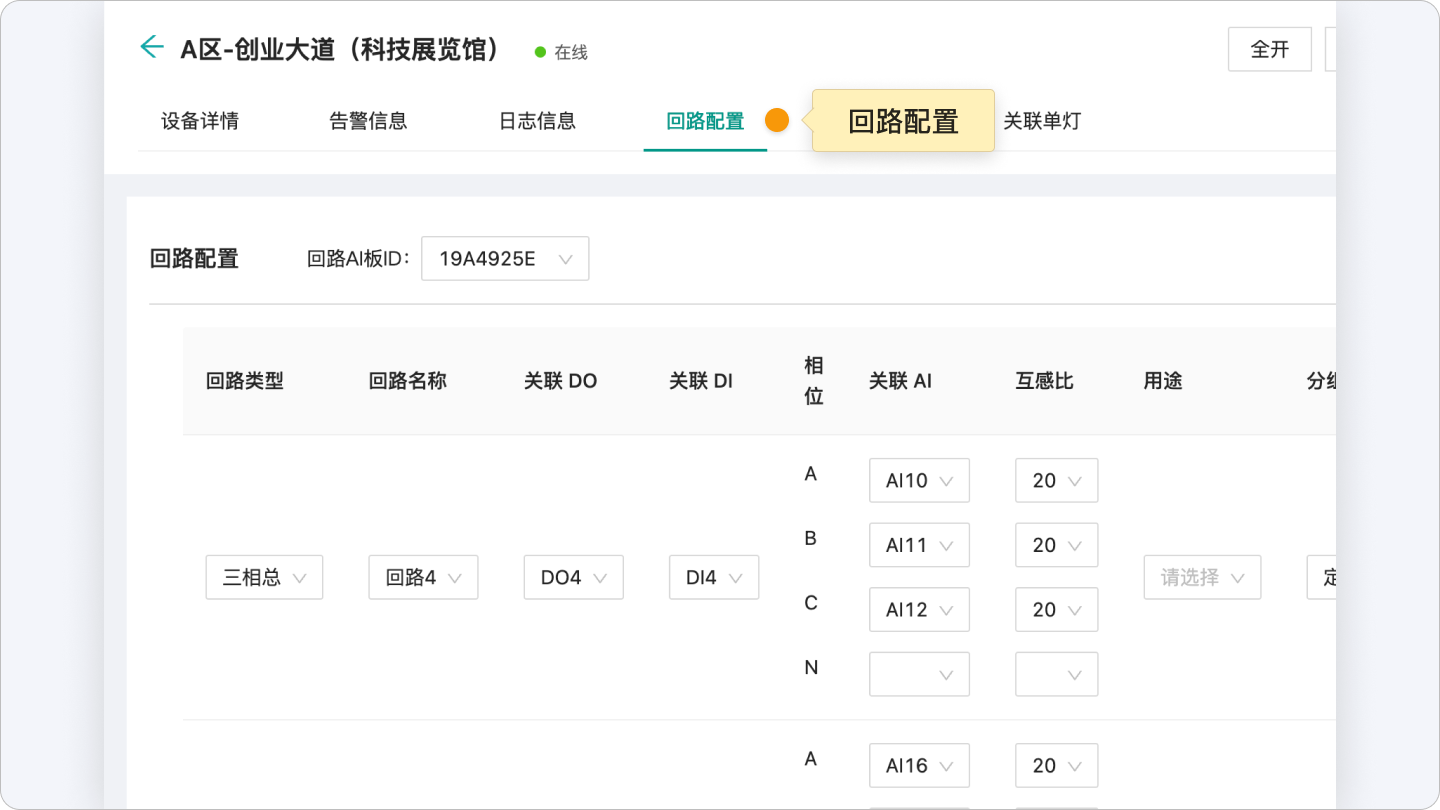 A区-创业大道（科技展览馆） 在线 全开
设备详情 告警信息 日志信息 回路配置 回路配置 关联单灯
回路配置 回路AI板ID： 19A4925E
回路类型 回路名称 关联 DO 关联 DI 相位 关联 AI 互感比 用途 分组
A AI10 20
B AI11 20
三相总 回路4 DO4 DI4 请选择 定
C AI12 20
N
A AI16 20